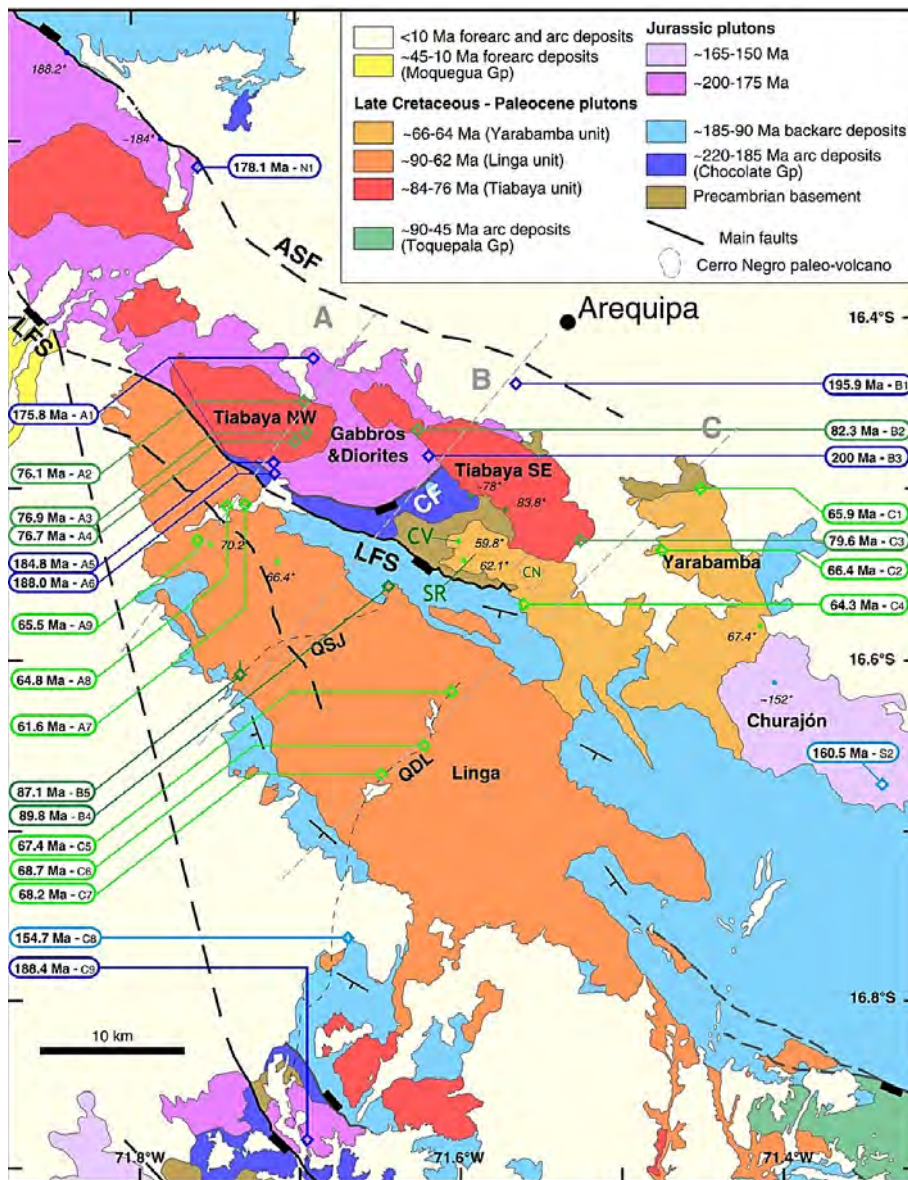 <10 Ma forearc and arc deposits
~45-10 Ma forearc deposits
(Moquegua Gp)
Late Cretaceous - Paleocene plutons
~66-64 Ma (Yarabamba unit)
~90-62 Ma (Linga unit)
~84-76 Ma (Tiabaya unit)
~90-45 Ma arc deposits
(Toquepala Gp)
Jurassic plutons
~165-150 Ma
~200-175 Ma
~185-90 Ma backarc deposits
~220-185 Ma arc deposits
(Chocolate Gp)
Precambrian basement
Main faults
Cerro Negro paleo-volcano
188.2*
~184*
178.1 Ma - N1
ASF
LFS
A
Arequipa
16.4°S
B
195.9 Ma - B1
175.8 Ma - A1
Tiabaya NW
C
82.3 Ma - B2
Gabbros
&Diorites
200 Ma - B3
76.1 Ma - A2
Tiabaya SE
CF
~78*
83.8*
65.9 Ma - C1
76.9 Ma - A3
76.7 Ma - A4
CV
59.8*
79.6 Ma - C3
70.2*
LFS
Yarabamba
184.8 Ma - A5
62.1*
CN
66.4 Ma - C2
188.0 Ma - A6
66.4*
SR
64.3 Ma - C4
65.5 Ma - A9
67.4*
QSJ
16.6°S
64.8 Ma - A8
~152*
61.6 Ma - A7
Churajón
160.5 Ma - S2
QDL
Linga
87.1 Ma - B5
89.8 Ma - B4
67.4 Ma - C5
68.7 Ma - C6
68.2 Ma - C7
154.7 Ma - C8
188.4 Ma - C9
16.8°S
10 km
71.8°W
71.6°W
71.4°W